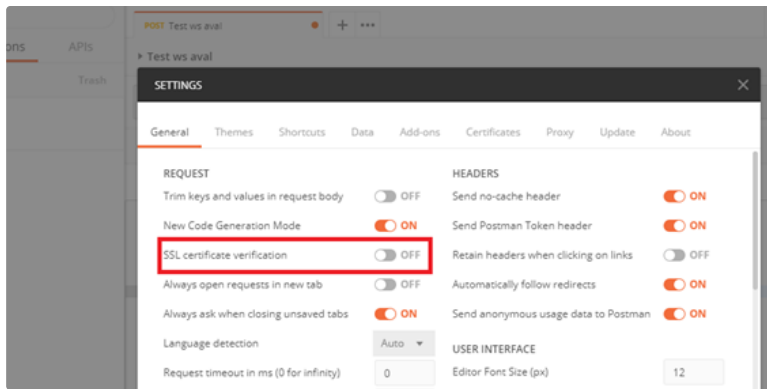 POST Test ws aval
ons APIs
Test ws aval
Trash
SETTINGS
General Themes Shortcuts Data Add-ons Certificates Proxy Update About
REQUEST
Trim keys and values in request body OFF
New Code Generation Mode ON
SSL certificate verification OFF
Always open requests in new tab OFF
Always ask when closing unsaved tabs ON
Language detection Auto
Request timeout in ms (0 for infinity) 0
HEADERS
Send no-cache header ON
Send Postman Token header ON
Retain headers when clicking on links OFF
Automatically follow redirects ON
Send anonymous usage data to Postman ON
USER INTERFACE
Editor Font Size (px) 12